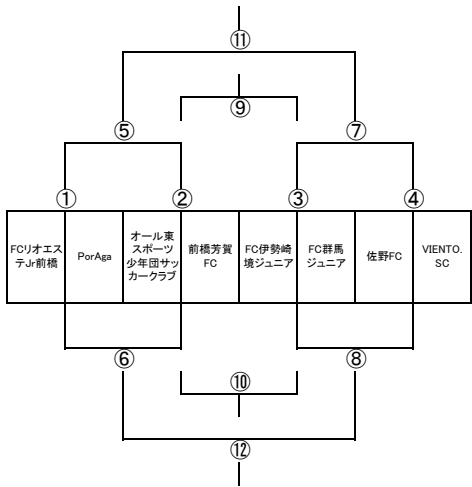 ⑪
⑨
⑤
⑦
①
②
③
④
FCリオエス
テJr前橋
PorAga
オール東
スポーツ
少年団サッ
カークラブ
前橋芳賀
FC
FC伊勢崎
境ジュニア
FC群馬
ジュニア
佐野FC
VIENTO.
SC
⑥
⑧
⑩
⑫